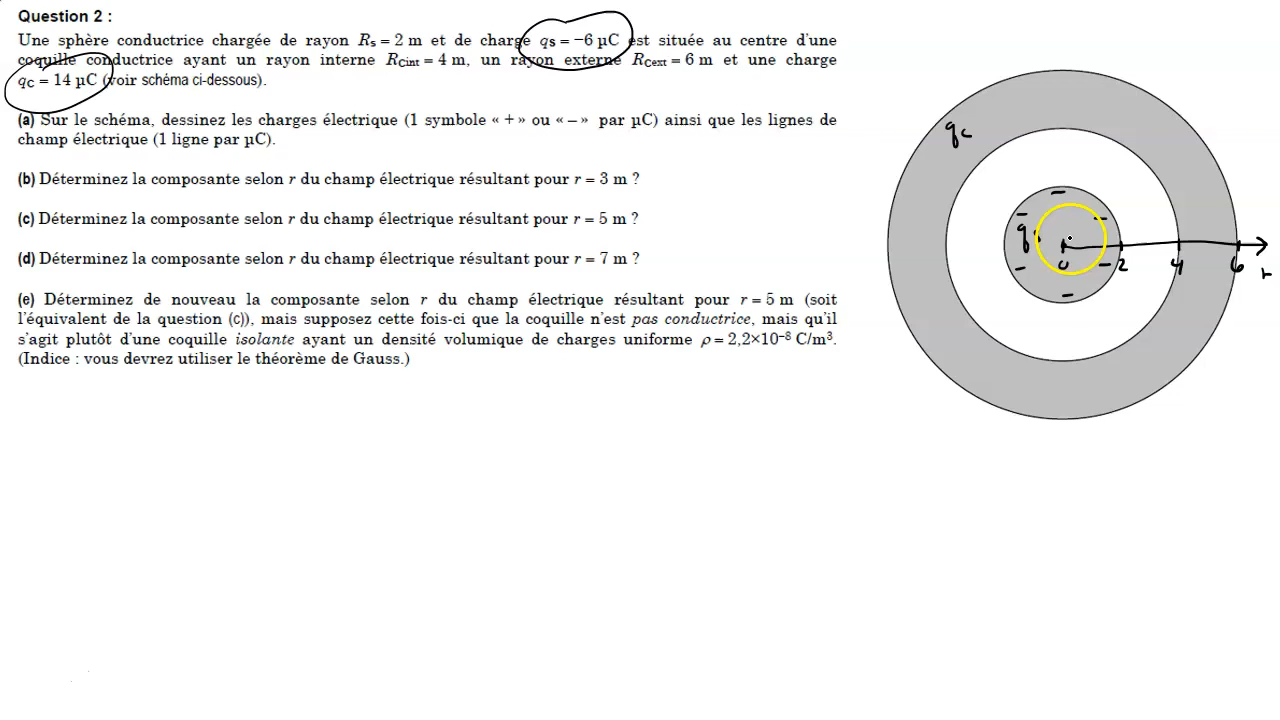 Question 2 :
Une sphère conductrice chargée de rayon Rs = 2 m et de charge qs = −6 µC est située au centre d'une
coquille conductrice ayant un rayon interne RCint = 4 m, un rayon externe RCext = 6 m et une charge
qC = 14 µC (voir schéma ci-dessous).
(a) Sur le schéma, dessinez les charges électrique (1 symbole « + » ou « – » par µC) ainsi que les lignes de
champ électrique (1 ligne par µC).
(b) Déterminez la composante selon r du champ électrique résultant pour r = 3 m ?
(c) Déterminez la composante selon r du champ électrique résultant pour r = 5 m ?
(d) Déterminez la composante selon r du champ électrique résultant pour r = 7 m ?
(e) Déterminez de nouveau la composante selon r du champ électrique résultant pour r = 5 m (soit
l'équivalent de la question (c)), mais supposez cette fois-ci que la coquille n'est pas conductrice, mais qu'il
s'agit plutôt d'une coquille isolante ayant un densité volumique de charges uniforme ρ = 2,2×10⁻⁸ C/m³.
(Indice : vous devrez utiliser le théorème de Gauss.)
qc
– – – – – –
0 2 4 6 r